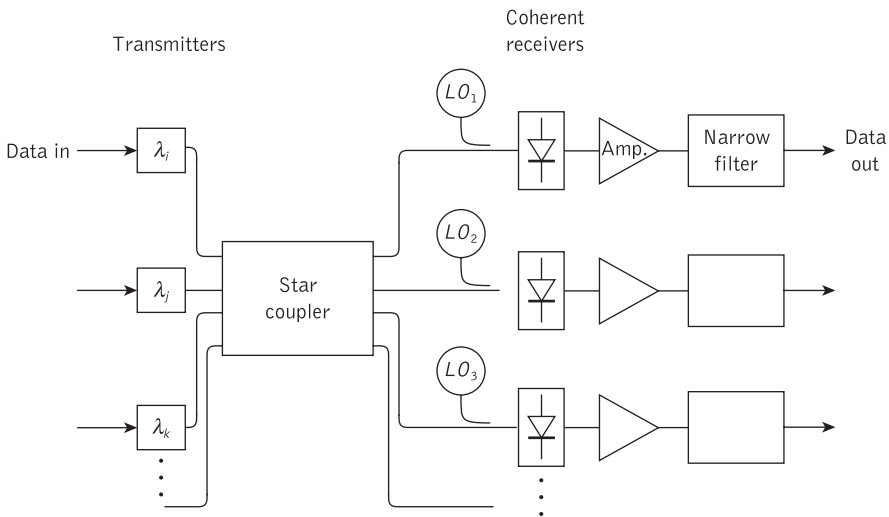 Transmitters
Coherent
receivers
LO₁
Data in
λᵢ
Amp.
Narrow
filter
Data
out
LO₂
λⱼ
Star
coupler
LO₃
λₖ